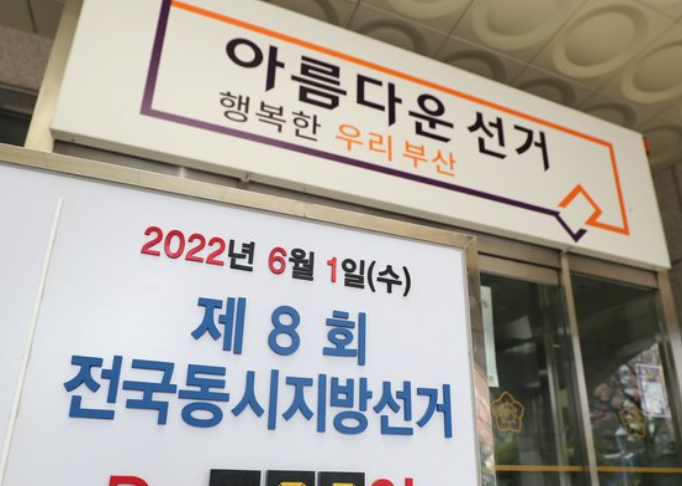 아름다운 선거
행복한 우리 부산
2022년 6월 1일(수)
제 8 회
전국동시지방선거